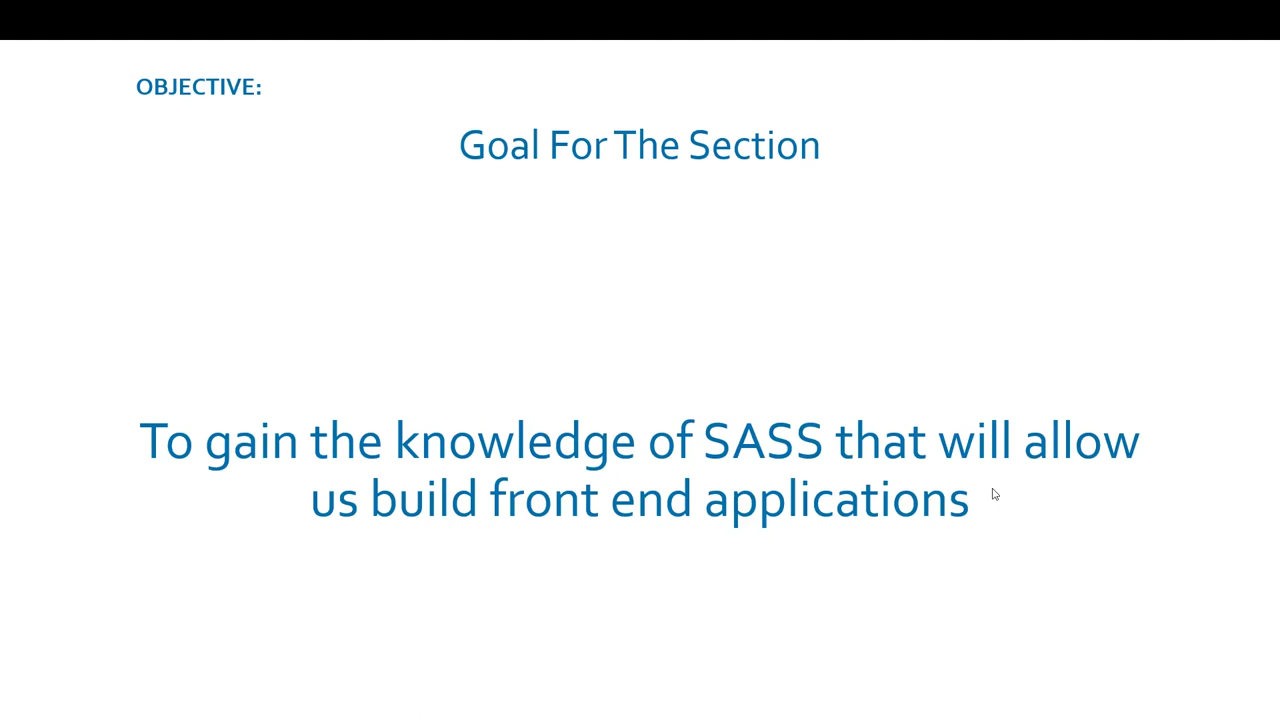 OBJECTIVE:
Goal For The Section
To gain the knowledge of SASS that will allow
us build front end applications